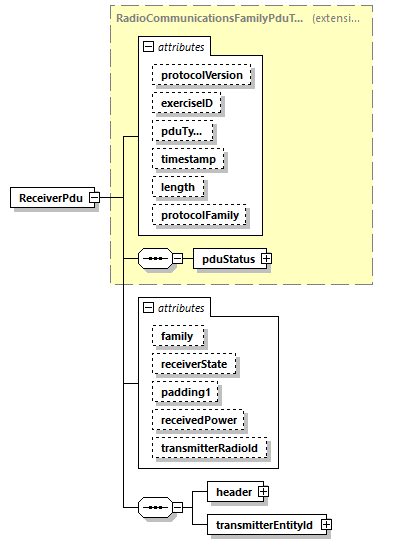 RadioCommunicationsFamilyPduT... (extensi...
attributes
protocolVersion
exerciseID
pduTy...
timestamp
length
protocolFamily
ReceiverPdu
pduStatus
attributes
family
receiverState
padding1
receivedPower
transmitterRadioId
header
transmitterEntityId